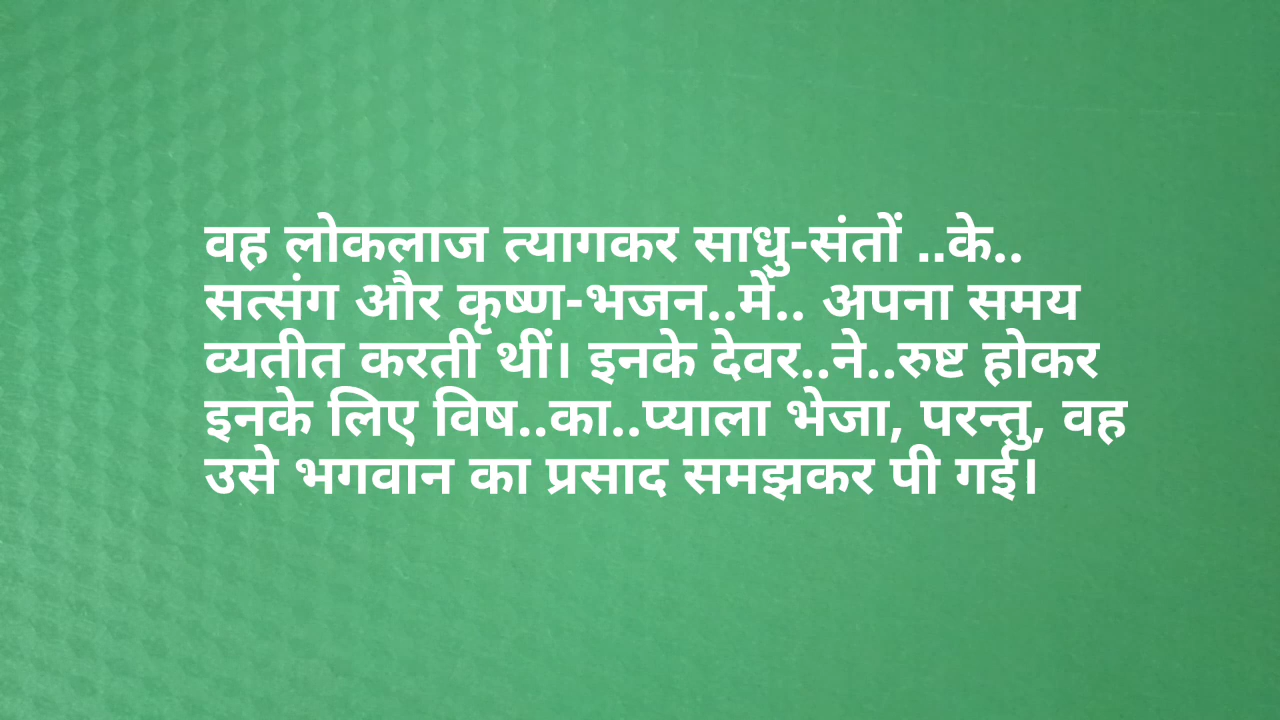 वह लोकलाज त्यागकर साधु-संतों ..के..
सत्संग और कृष्ण-भजन..में.. अपना समय
व्यतीत करती थीं। इनके देवर..ने..रुष्ट होकर
इनके लिए विष..का..प्याला भेजा, परन्तु, वह
उसे भगवान का प्रसाद समझकर पी गई।